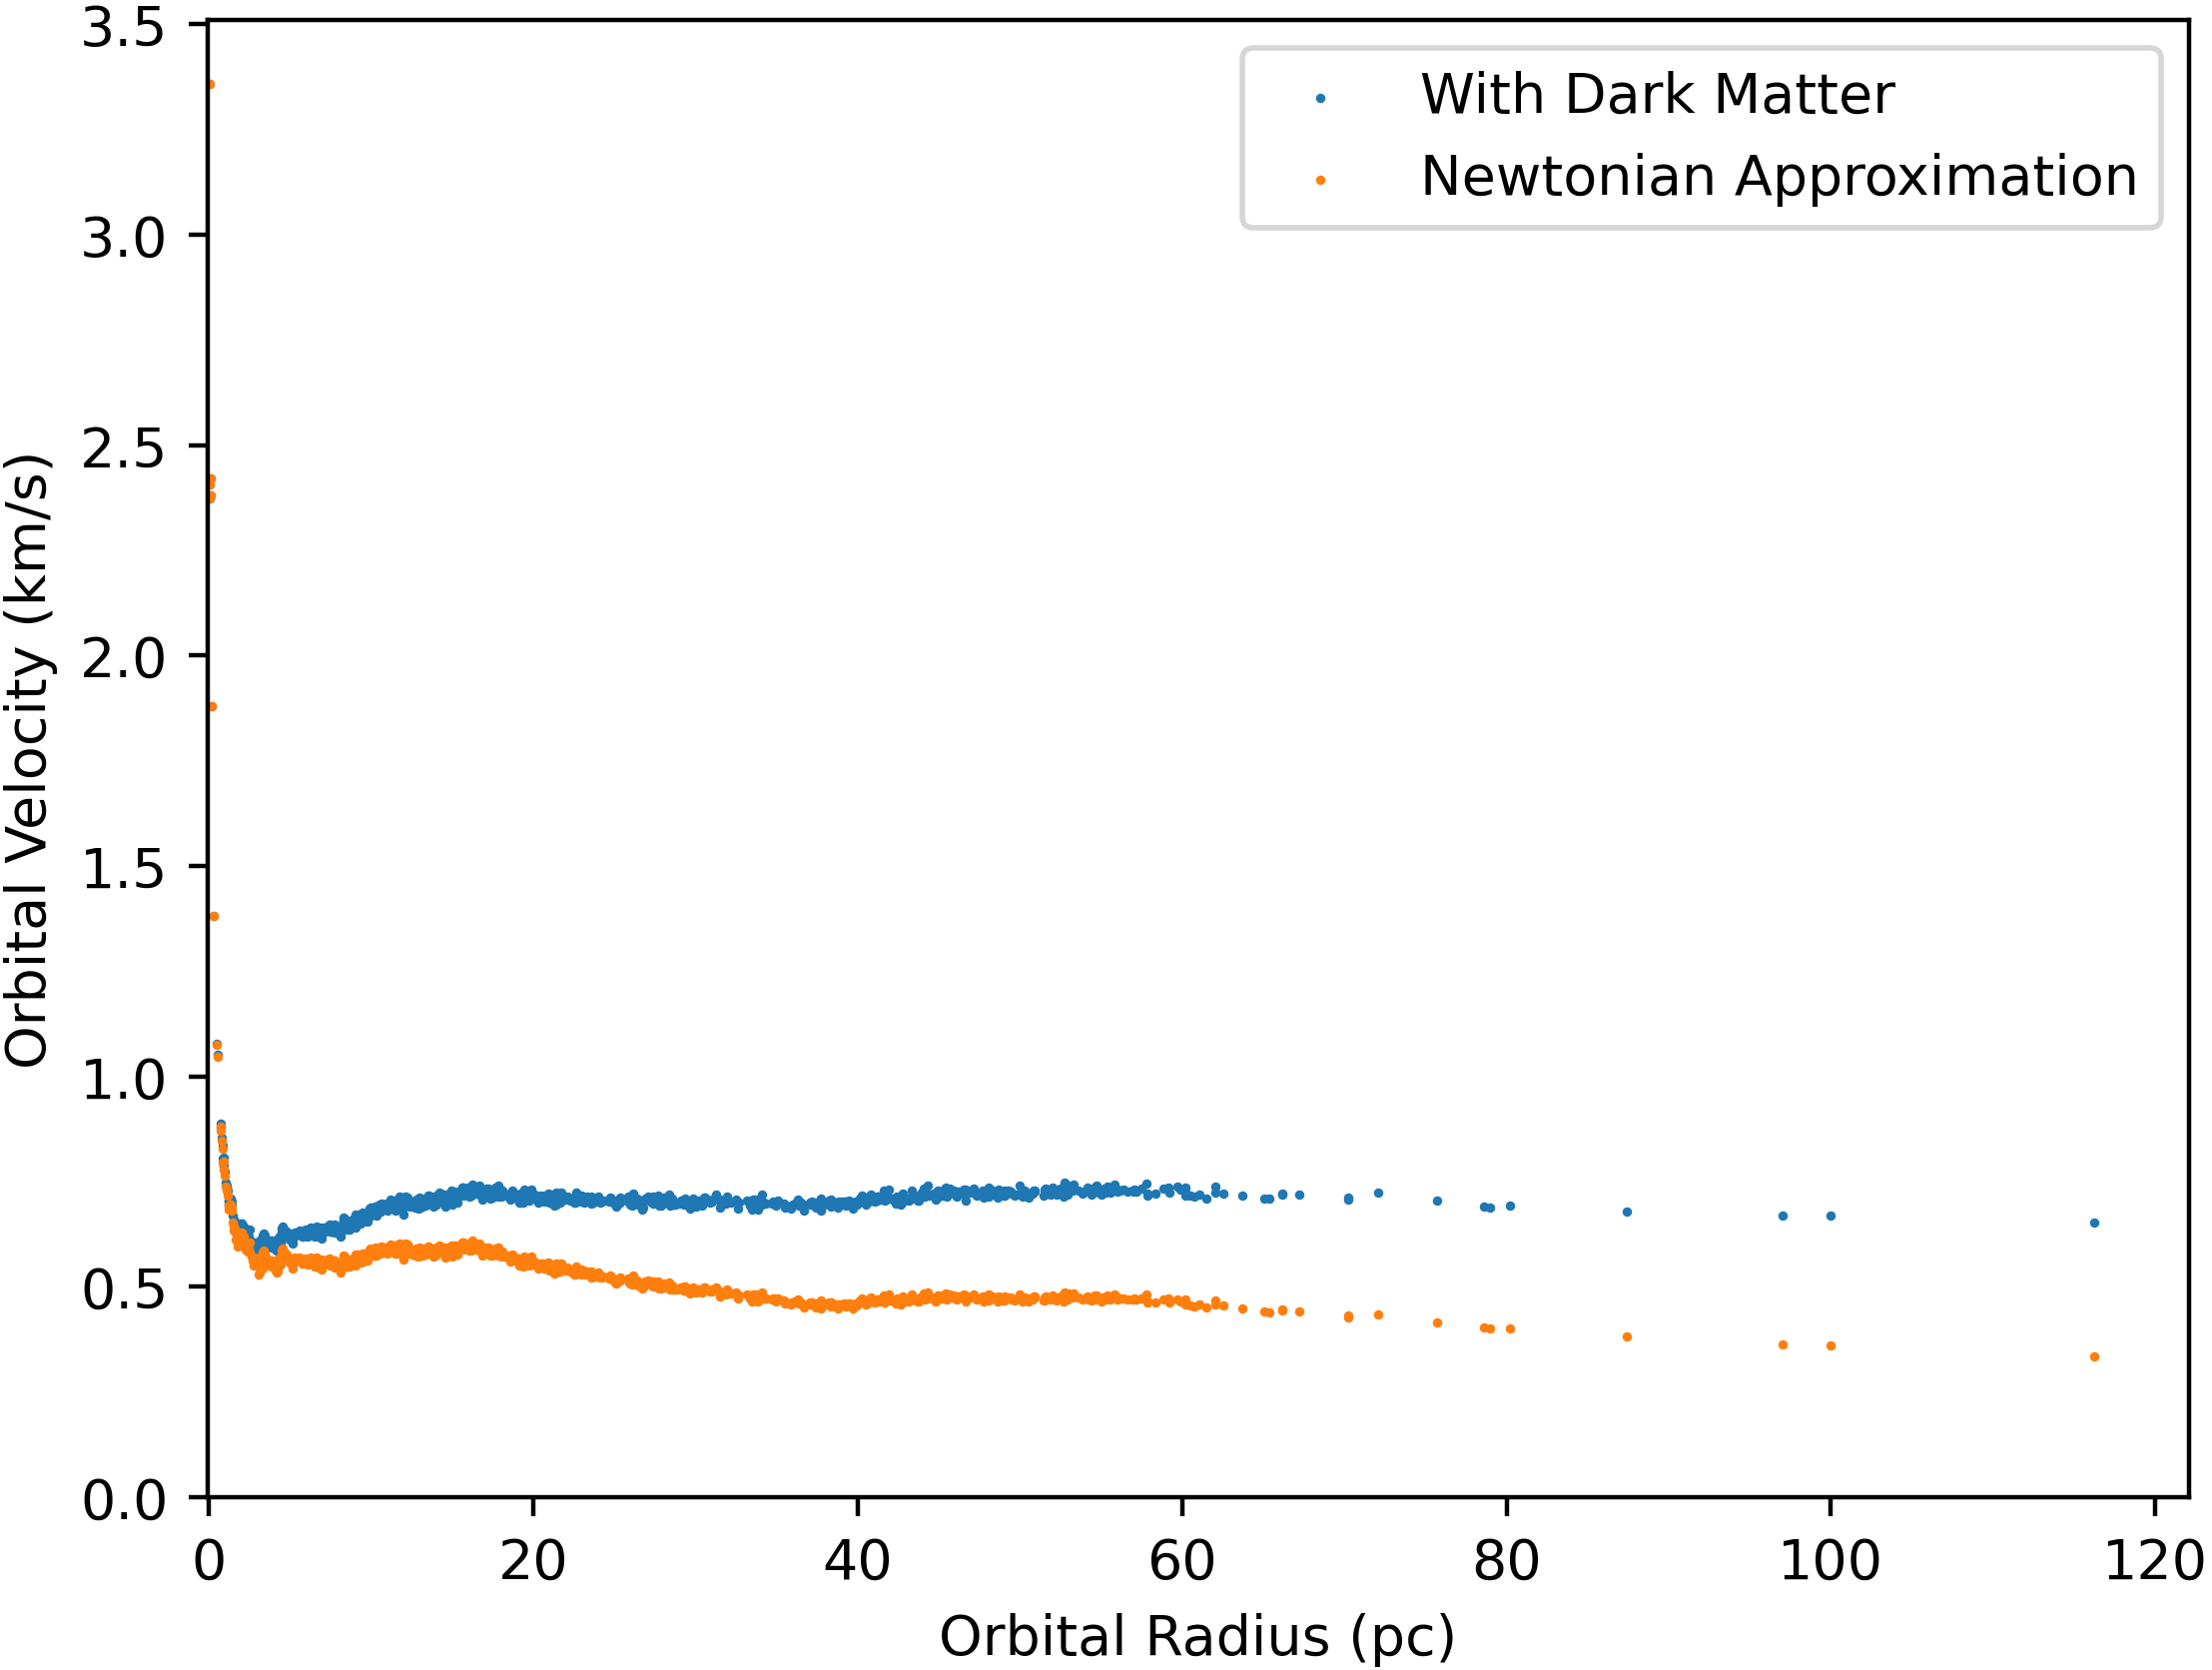 3.5
3.0
2.5
2.0
1.5
1.0
0.5
0.0
Orbital Velocity (km/s)
With Dark Matter
Newtonian Approximation
0 20 40 60 80 100 120
Orbital Radius (pc)